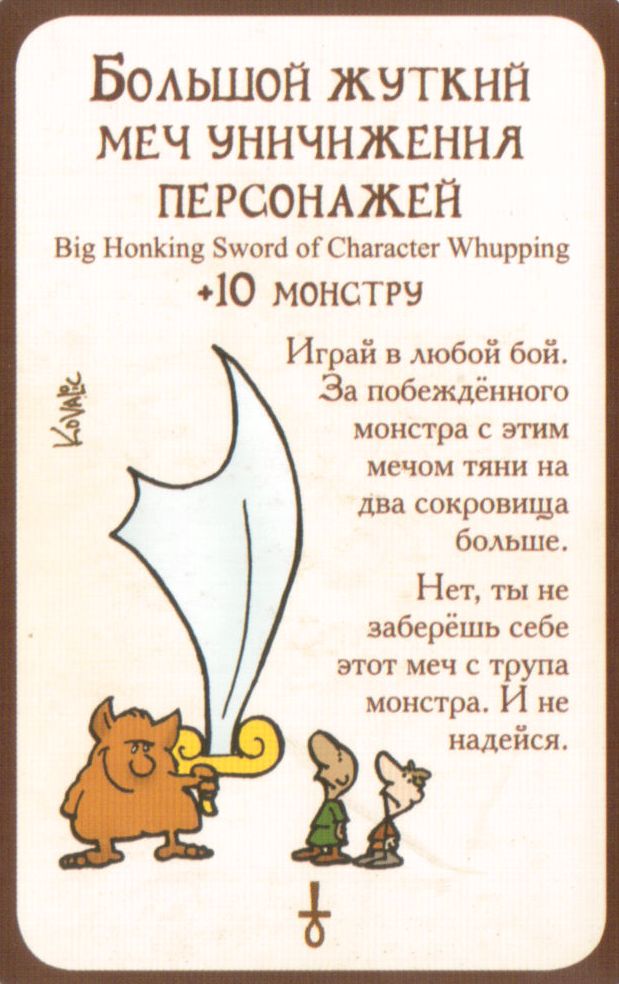 Большой жуткий
меч уничижения
персонажей
Big Honking Sword of Character Whupping
+10 монстру
Играй в любой бой.
За побеждённого
монстра с этим
мечом тяни на
два сокровища
больше.
Нет, ты не
заберёшь себе
этот меч с трупа
монстра. И не
надейся.
Kovalic